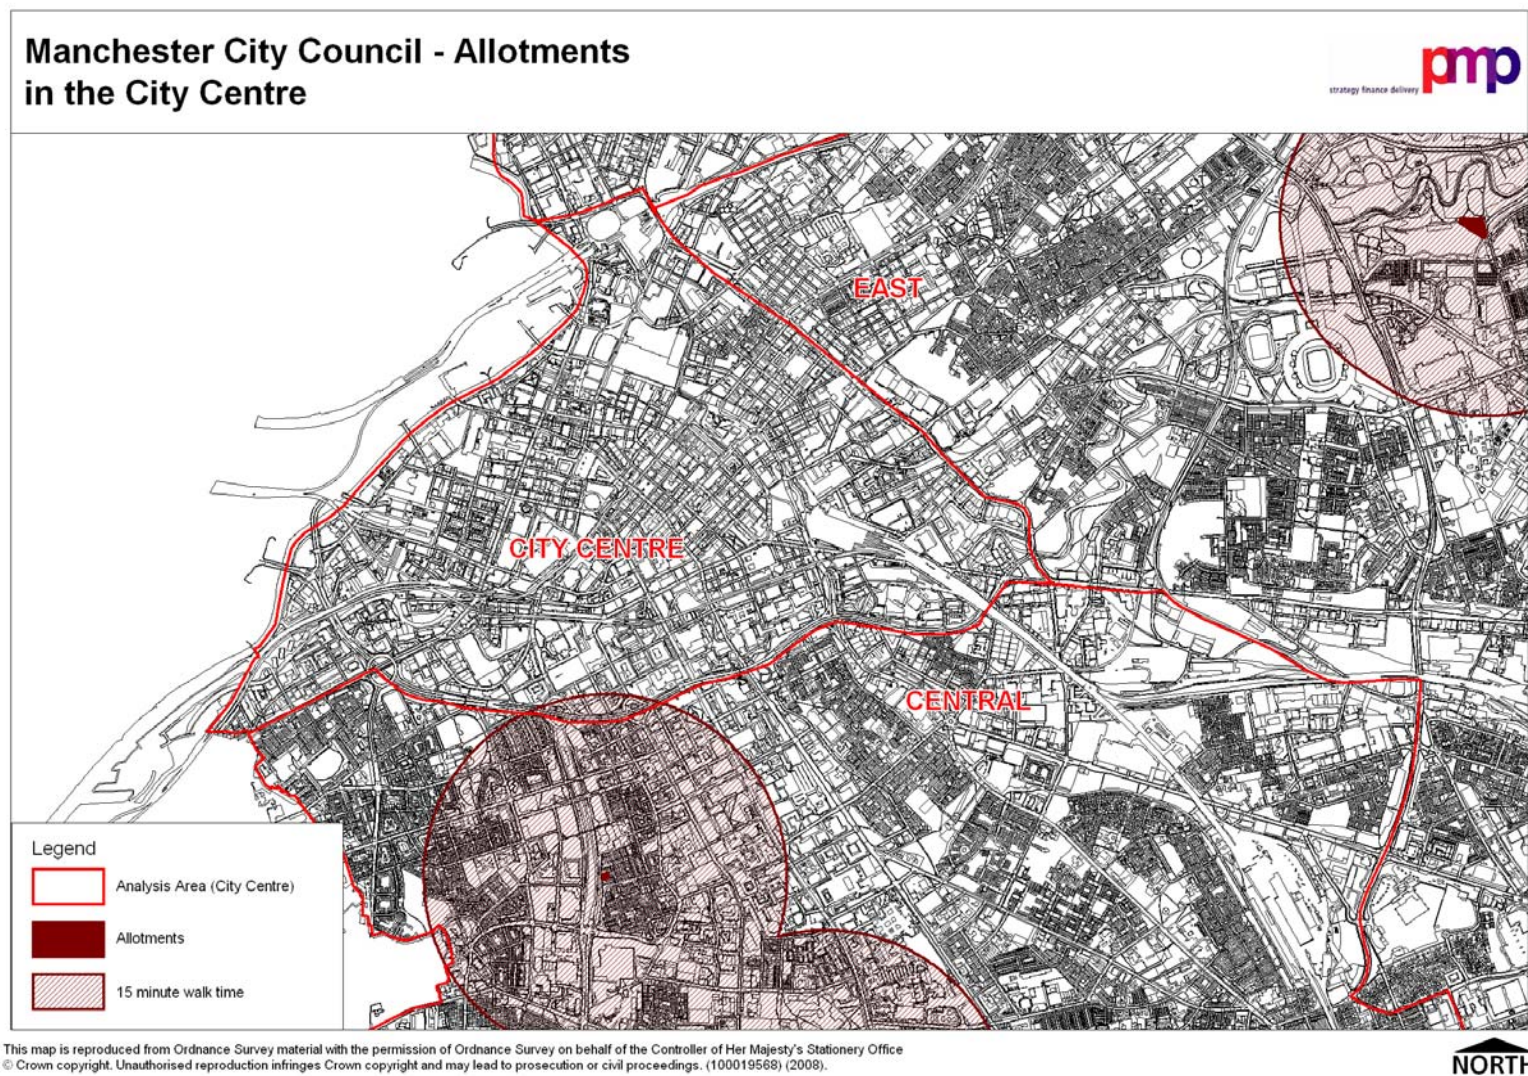 Manchester City Council - Allotments
in the City Centre
pmp
strategy finance delivery
EAST
CITY CENTRE
CENTRAL
Legend
Analysis Area (City Centre)
Allotments
15 minute walk time
This map is reproduced from Ordnance Survey material with the permission of Ordnance Survey on behalf of the Controller of Her Majesty's Stationery Office
© Crown copyright. Unauthorised reproduction infringes Crown copyright and may lead to prosecution or civil proceedings. (100019568) (2008).
NORTH